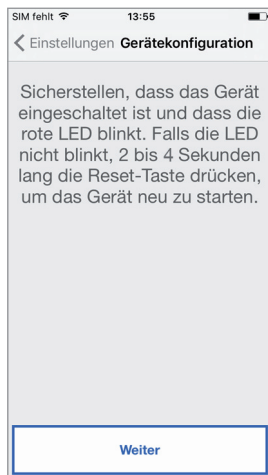 SIM fehlt 13:55
Einstellungen Gerätekonfiguration
Sicherstellen, dass das Gerät
eingeschaltet ist und dass die
rote LED blinkt. Falls die LED
nicht blinkt, 2 bis 4 Sekunden
lang die Reset-Taste drücken,
um das Gerät neu zu starten.
Weiter